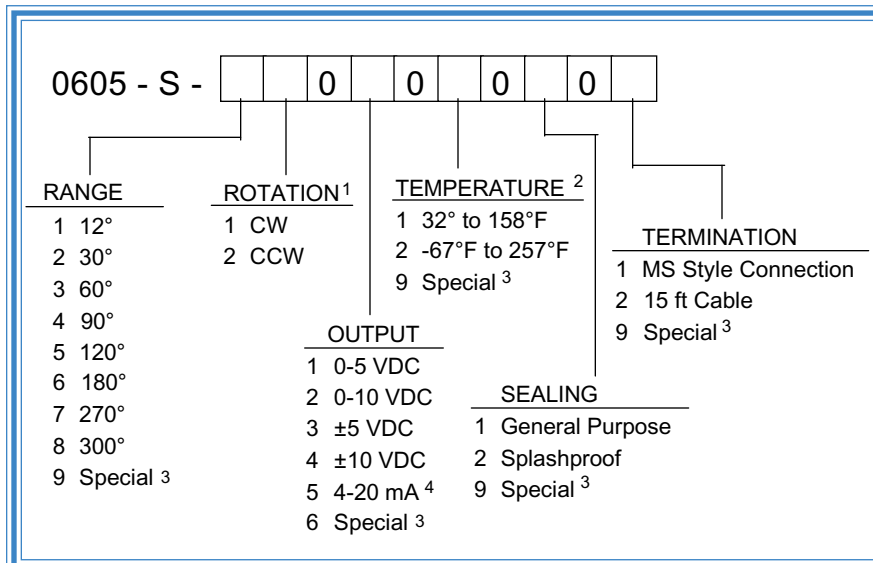 0605 - S - 0 0 0 0
RANGE
1 12°
2 30°
3 60°
4 90°
5 120°
6 180°
7 270°
8 300°
9 Special 3
ROTATION 1
1 CW
2 CCW
OUTPUT
1 0-5 VDC
2 0-10 VDC
3 ±5 VDC
4 ±10 VDC
5 4-20 mA 4
6 Special 3
TEMPERATURE 2
1 32° to 158°F
2 -67°F to 257°F
9 Special 3
SEALING
1 General Purpose
2 Splashproof
9 Special 3
TERMINATION
1 MS Style Connection
2 15 ft Cable
9 Special 3